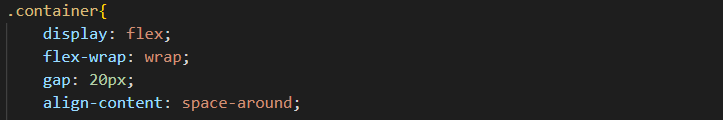 .container{
display: flex;
flex-wrap: wrap;
gap: 20px;
align-content: space-around;